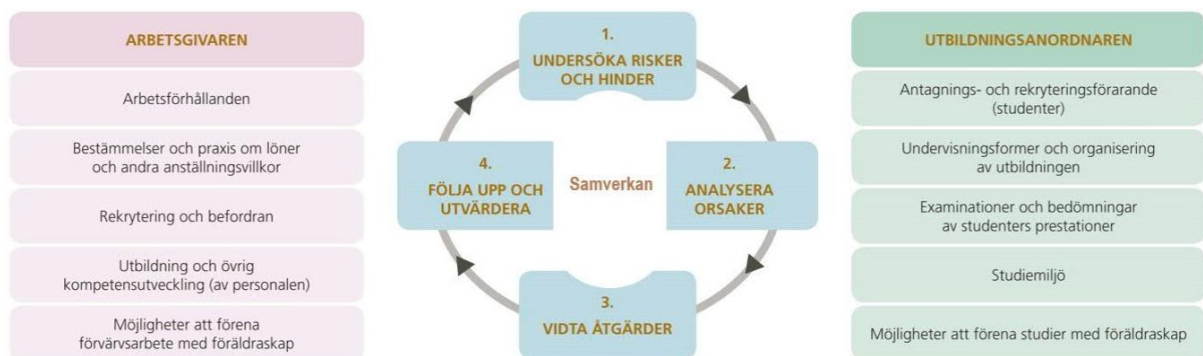 ARBETSGIVAREN
Arbetsförhållanden
Bestämmelser och praxis om löner
och andra anställningsvillkor
Rekrytering och befordran
Utbildning och övrig
kompetensutveckling (av personalen)
Möjligheter att förena
förvärvsarbete med föräldraskap
1.
UNDERSÖKA RISKER
OCH HINDER
2.
ANALYSERA
ORSAKER
3.
VIDTA ÅTGÄRDER
4.
FÖLJA UPP OCH
UTVÄRDERA
Samverkan
UTBILDNINGSANORDNAREN
Antagnings- och rekryteringsförarande
(studenter)
Undervisningsformer och organisering
av utbildningen
Examinationer och bedömningar
av studenters prestationer
Studiemiljö
Möjligheter att förena studier med föräldraskap